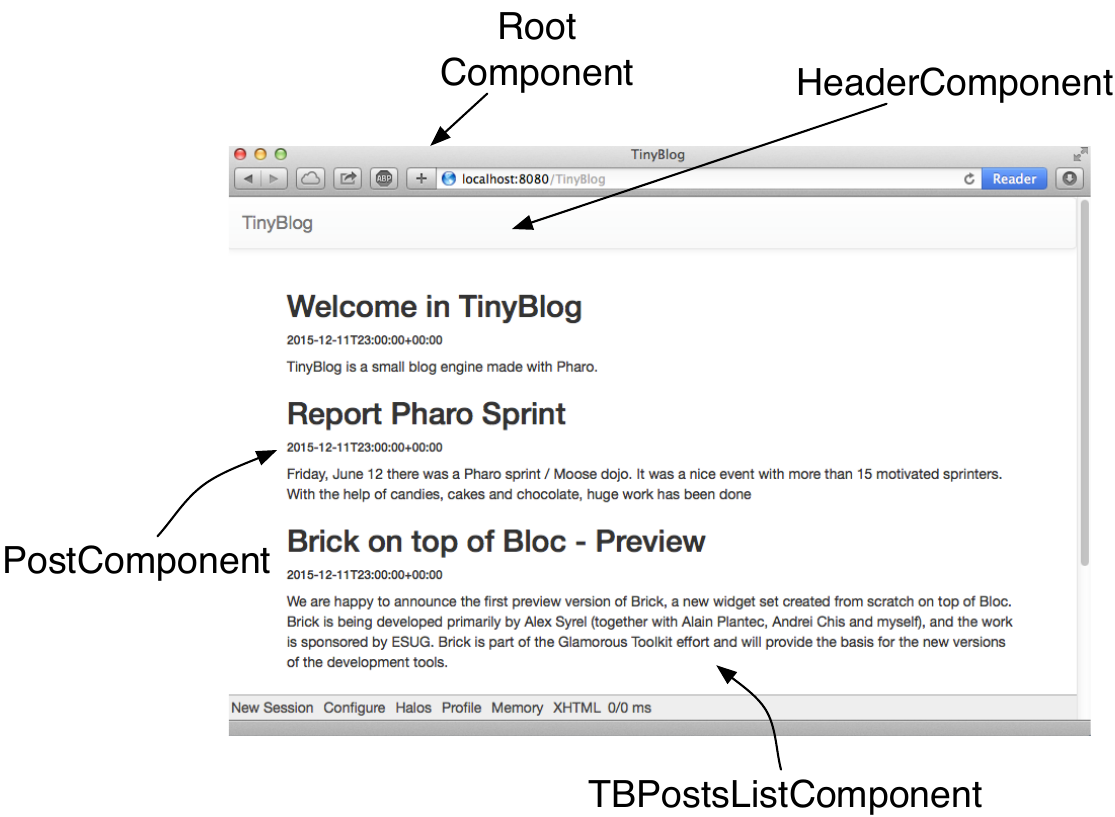 Root
Component
HeaderComponent
TinyBlog
ABP
localhost:8080/TinyBlog
Reader
TinyBlog
Welcome in TinyBlog
2015-12-11T23:00:00+00:00
TinyBlog is a small blog engine made with Pharo.
Report Pharo Sprint
2015-12-11T23:00:00+00:00
Friday, June 12 there was a Pharo sprint / Moose dojo. It was a nice event with more than 15 motivated sprinters.
With the help of candies, cakes and chocolate, huge work has been done
PostComponent
Brick on top of Bloc - Preview
2015-12-11T23:00:00+00:00
We are happy to announce the first preview version of Brick, a new widget set created from scratch on top of Bloc.
Brick is being developed primarily by Alex Syrel (together with Alain Plantec, Andrei Chis and myself), and the work
is sponsored by ESUG. Brick is part of the Glamorous Toolkit effort and will provide the basis for the new versions
of the development tools.
New Session Configure Halos Profile Memory XHTML 0/0 ms
TBPostsListComponent